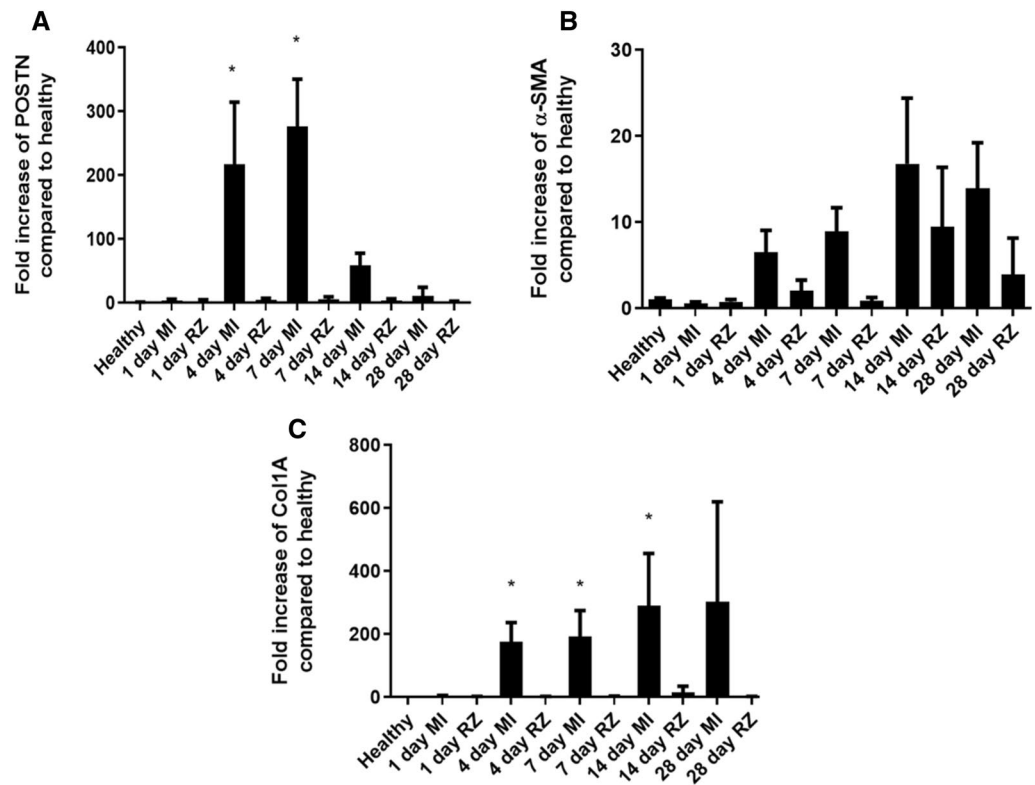 A
Fold increase of POSTN
compared to healthy
400
300
200
100
0
*
*
Healthy
1 day MI
1 day RZ
4 day MI
4 day RZ
7 day MI
7 day RZ
14 day MI
14 day RZ
28 day MI
28 day RZ
B
Fold increase of α-SMA
compared to healthy
30
20
10
0
Healthy
1 day MI
1 day RZ
4 day MI
4 day RZ
7 day MI
7 day RZ
14 day MI
14 day RZ
28 day MI
28 day RZ
C
Fold increase of Col1A
compared to healthy
800
600
400
200
0
*
*
*
Healthy
1 day MI
1 day RZ
4 day MI
4 day RZ
7 day MI
7 day RZ
14 day MI
14 day RZ
28 day MI
28 day RZ